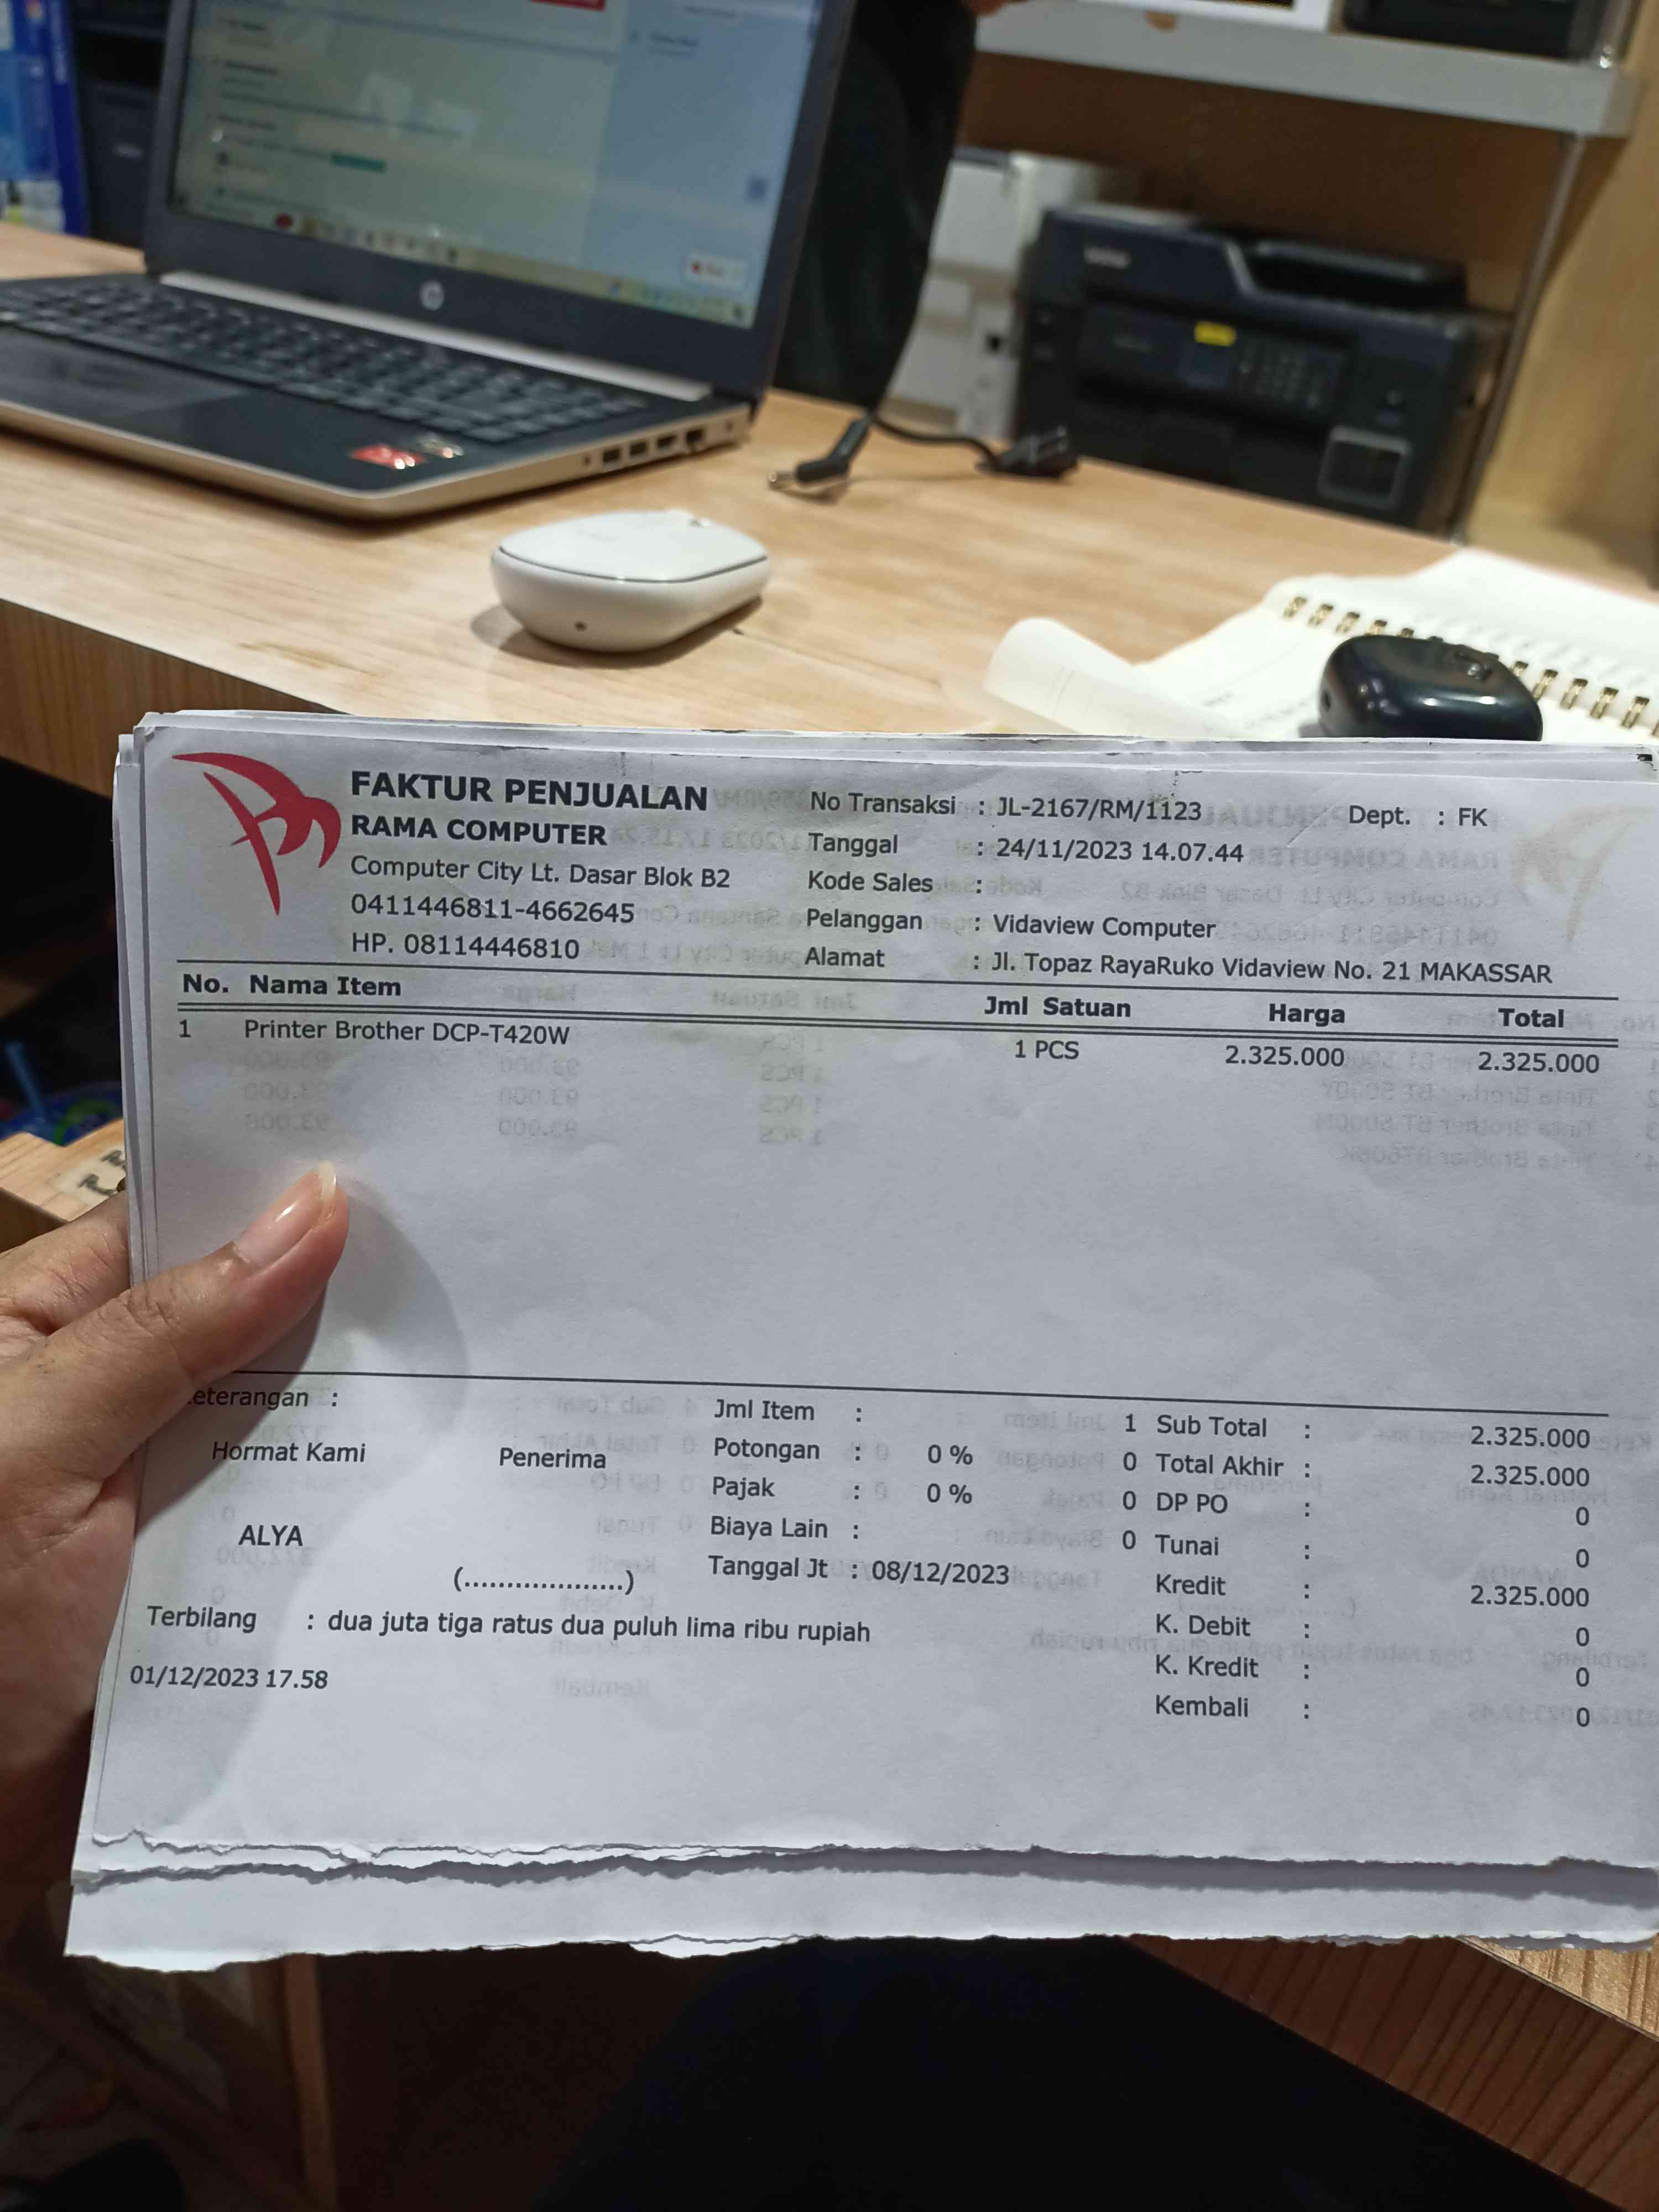 FAKTUR PENJUALAN
RAMA COMPUTER
Computer City Lt. Dasar Blok B2
0411446811-4662645
HP. 08114446810
No Transaksi : JL-2167/RM/1123
Dept. : FK
Tanggal : 24/11/2023 14.07.44
Kode Sales :
Pelanggan : Vidaview Computer
Alamat : Jl. Topaz RayaRuko Vidaview No. 21 MAKASSAR
No. Nama Item Jml Satuan Harga Total
1 Printer Brother DCP-T420W 1 PCS 2.325.000 2.325.000
eterangan :
Hormat Kami
Penerima
ALYA
(...................)
Jml Item : 1
Potongan : 0 % 0
Pajak : 0 % 0
Biaya Lain : 0
Tanggal Jt : 08/12/2023
Sub Total : 2.325.000
Total Akhir : 2.325.000
DP PO : 0
Tunai : 0
Kredit : 2.325.000
K. Debit : 0
K. Kredit : 0
Kembali : 0
Terbilang : dua juta tiga ratus dua puluh lima ribu rupiah
01/12/2023 17.58